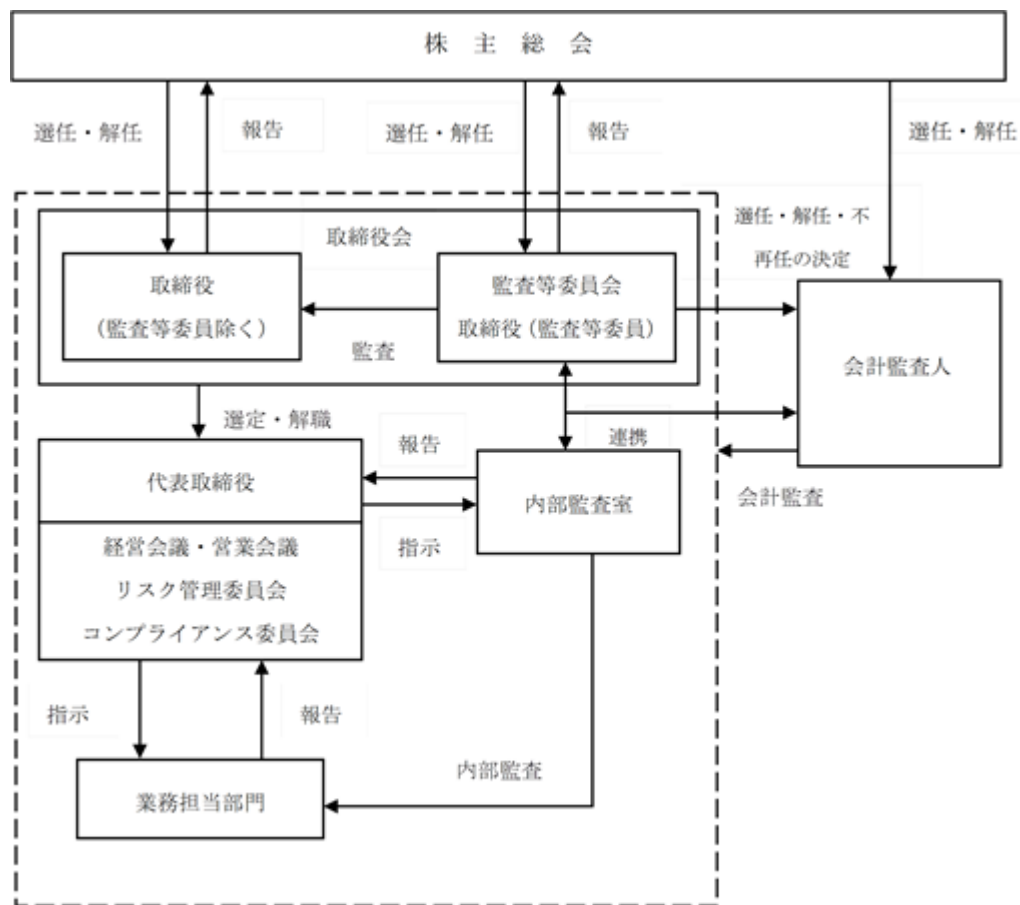 株主総会
選任・解任
報告
選任・解任
報告
選任・解任
取締役会
選任・解任・不
再任の決定
取締役
(監査等委員除く)
監査等委員会
取締役(監査等委員)
監査
会計監査人
選定・解職
報告
連携
代表取締役
内部監査室
会計監査
指示
経営会議・営業会議
リスク管理委員会
コンプライアンス委員会
指示
報告
内部監査
業務担当部門